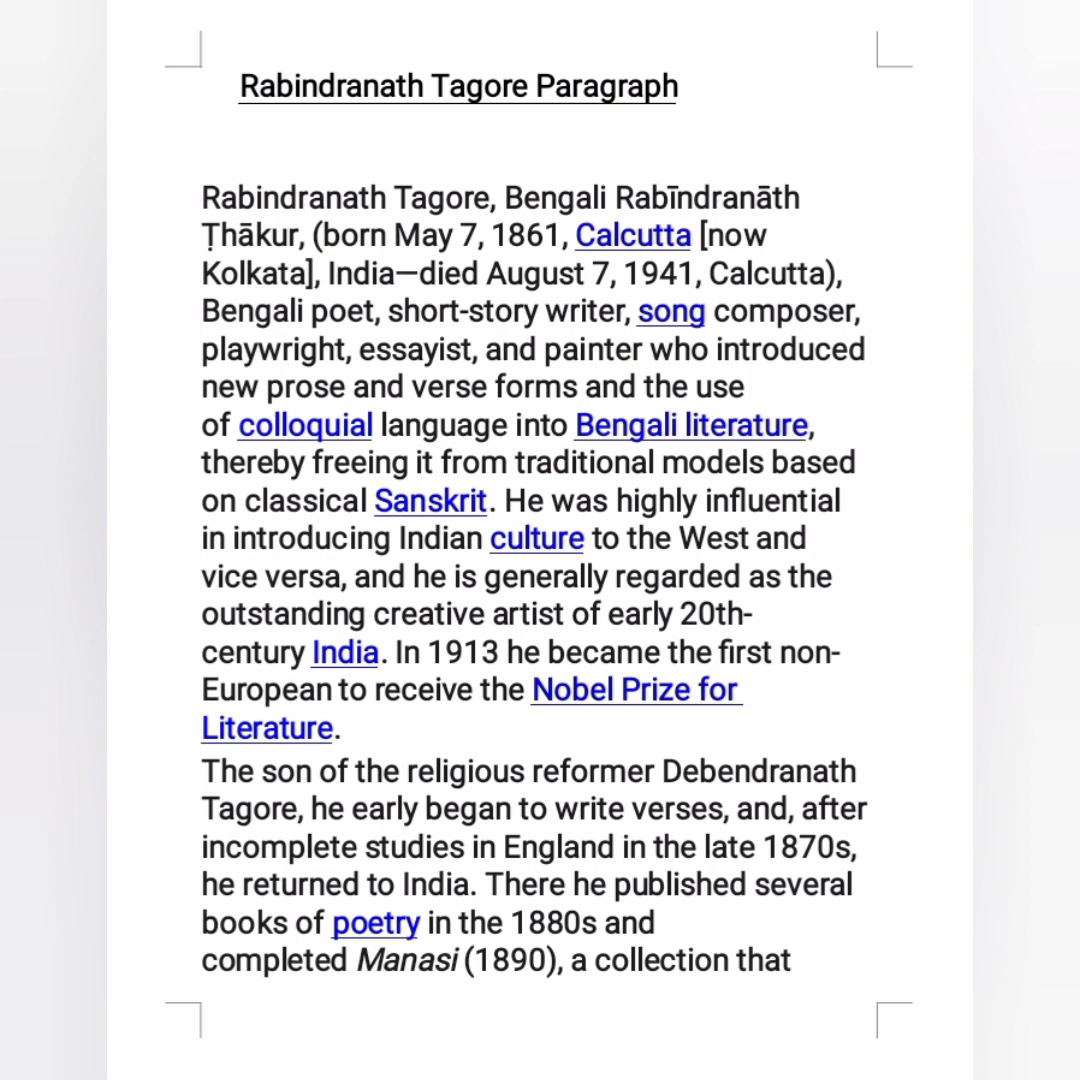 Rabindranath Tagore Paragraph
Rabindranath Tagore, Bengali Rabīndranāth
Ṭhākur, (born May 7, 1861, Calcutta [now
Kolkata], India—died August 7, 1941, Calcutta),
Bengali poet, short-story writer, song composer,
playwright, essayist, and painter who introduced
new prose and verse forms and the use
of colloquial language into Bengali literature,
thereby freeing it from traditional models based
on classical Sanskrit. He was highly influential
in introducing Indian culture to the West and
vice versa, and he is generally regarded as the
outstanding creative artist of early 20th-
century India. In 1913 he became the first non-
European to receive the Nobel Prize for
Literature.
The son of the religious reformer Debendranath
Tagore, he early began to write verses, and, after
incomplete studies in England in the late 1870s,
he returned to India. There he published several
books of poetry in the 1880s and
completed Manasi (1890), a collection that